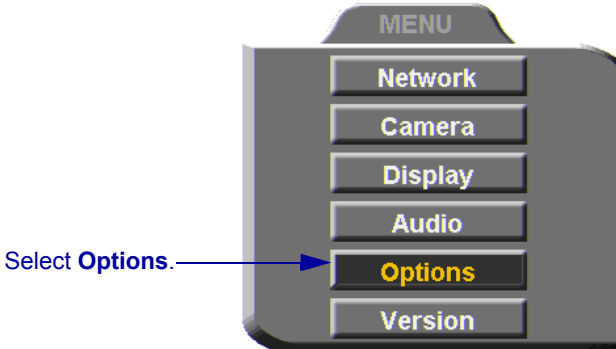 MENU
Network
Camera
Display
Audio
Select Options.
Options
Version